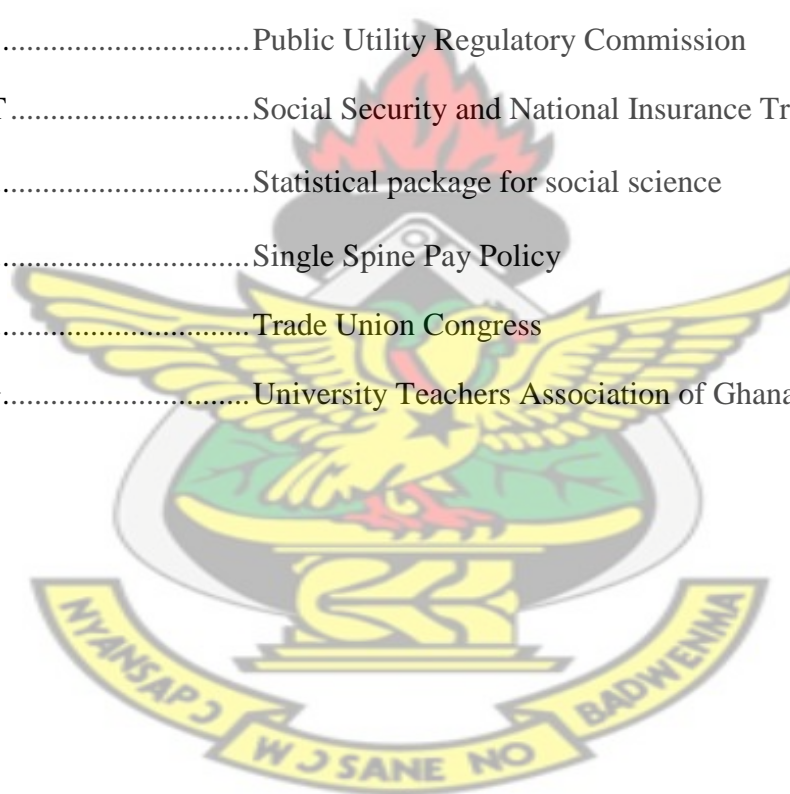 ..............................Public Utility Regulatory Commission
T..............................Social Security and National Insurance Tr
..............................Statistical package for social science
..............................Single Spine Pay Policy
..............................Trade Union Congress
..............................University Teachers Association of Ghana
NYANSAPƆ
WƆ SANE NO
BADWENMA